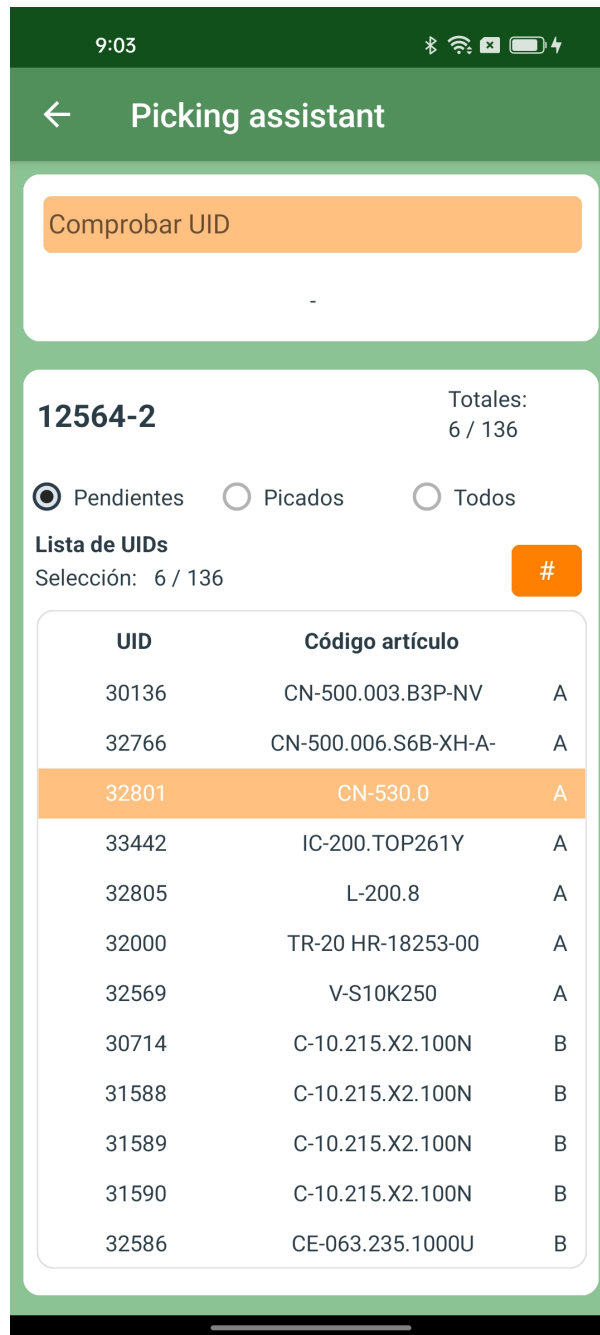 9:03
Picking assistant
Comprobar UID
-
12564-2
Totales:
6 / 136
Pendientes Picados Todos
Lista de UIDs
Selección: 6 / 136
#
UID Código artículo
30136 CN-500.003.B3P-NV A
32766 CN-500.006.S6B-XH-A- A
32801 CN-530.0 A
33442 IC-200.TOP261Y A
32805 L-200.8 A
32000 TR-20 HR-18253-00 A
32569 V-S10K250 A
30714 C-10.215.X2.100N B
31588 C-10.215.X2.100N B
31589 C-10.215.X2.100N B
31590 C-10.215.X2.100N B
32586 CE-063.235.1000U B